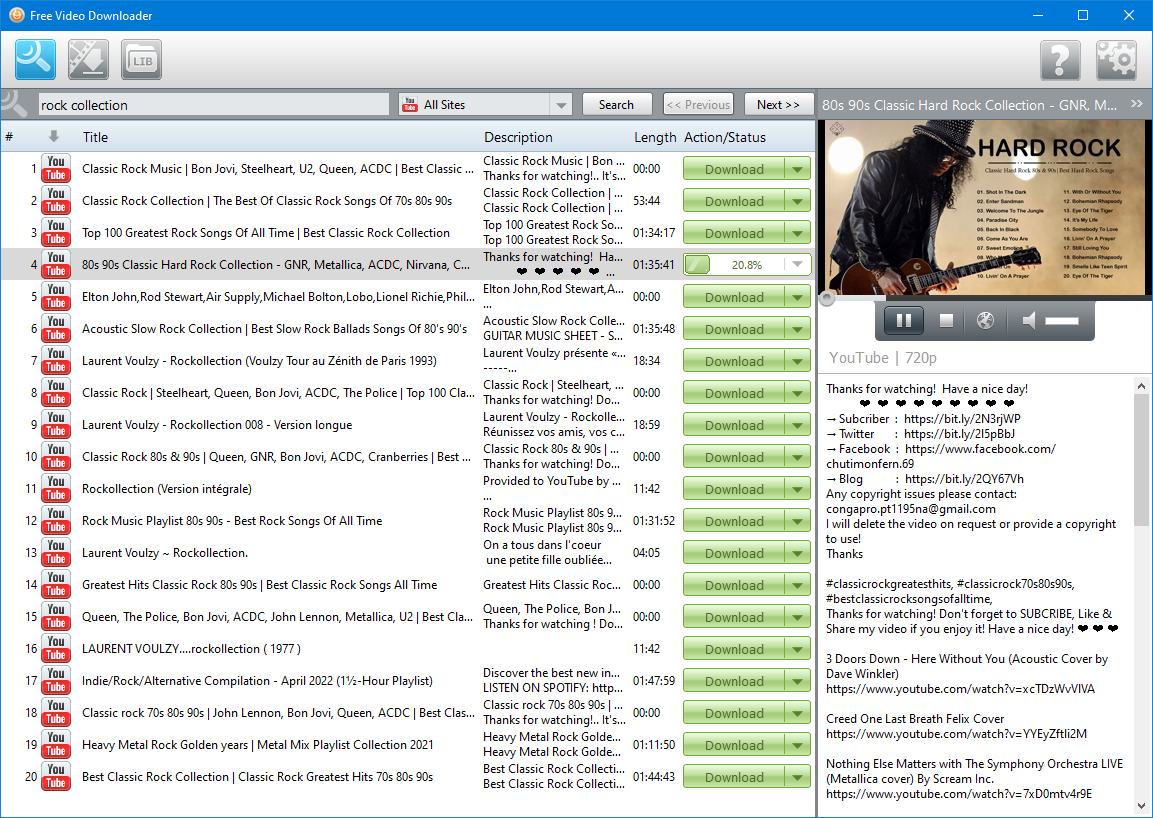 Free Video Downloader
LIB
?
rock collection
You Tube All Sites
Search
<< Previous
Next >>
80s 90s Classic Hard Rock Collection - GNR, M... >>
# Title Description Length Action/Status
1 You Tube Classic Rock Music | Bon Jovi, Steelheart, U2, Queen, ACDC | Best Classic ... Classic Rock Music | Bon ... 00:00 Download
Thanks for watching!.. It's...
2 You Tube Classic Rock Collection | The Best Of Classic Rock Songs Of 70s 80s 90s Classic Rock Collection | ... 53:44 Download
Classic Rock Collection | ...
3 You Tube Top 100 Greatest Rock Songs Of All Time | Best Classic Rock Collection Top 100 Greatest Rock So... 01:34:17 Download
Top 100 Greatest Rock So...
4 You Tube 80s 90s Classic Hard Rock Collection - GNR, Metallica, ACDC, Nirvana, C... Thanks for watching!  Ha... 01:35:41 20.8%
❤ ❤ ❤ ❤ ❤ ...
5 You Tube Elton John,Rod Stewart,Air Supply,Michael Bolton,Lobo,Lionel Richie,Phil... Elton John,Rod Stewart,A... 00:00 Download
...
6 You Tube Acoustic Slow Rock Collection | Best Slow Rock Ballads Songs Of 80's 90's Acoustic Slow Rock Colle... 01:35:48 Download
GUITAR MUSIC SHEET - S...
7 You Tube Laurent Voulzy - Rockollection (Voulzy Tour au Zénith de Paris 1993) Laurent Voulzy présente «... 18:34 Download
-----...
8 You Tube Classic Rock | Steelheart, Queen, Bon Jovi, ACDC, The Police | Top 100 Cla... Classic Rock | Steelheart, ... 00:00 Download
Thanks for watching! Do...
9 You Tube Laurent Voulzy - Rockollection 008 - Version longue Laurent Voulzy - Rockolle... 18:59 Download
Réunissez vos amis, vos c...
10 You Tube Classic Rock 80s & 90s | Queen, GNR, Bon Jovi, ACDC, Cranberries | Best ... Classic Rock 80s & 90s | ... 00:00 Download
Thanks for watching! Do...
11 You Tube Rockollection (Version intégrale) Provided to YouTube by ... 11:42 Download
...
12 You Tube Rock Music Playlist 80s 90s - Best Rock Songs Of All Time Rock Music Playlist 80s 9... 01:31:52 Download
Rock Music Playlist 80s 9...
13 You Tube Laurent Voulzy ~ Rockollection. On a tous dans l'coeur 04:05 Download
une petite fille oubliée...
14 You Tube Greatest Hits Classic Rock 80s 90s | Best Classic Rock Songs All Time Greatest Hits Classic Roc... 00:00 Download
15 You Tube Queen, The Police, Bon Jovi, ACDC, John Lennon, Metallica, U2 | Best Cla... Queen, The Police, Bon J... 00:00 Download
Thanks for watching ! Do...
16 You Tube LAURENT VOULZY....rockollection ( 1977 ) 11:42 Download
17 You Tube Indie/Rock/Alternative Compilation - April 2022 (1½-Hour Playlist) Discover the best new in... 01:47:59 Download
LISTEN ON SPOTIFY: http...
18 You Tube Classic rock 70s 80s 90s | John Lennon, Bon Jovi, Queen, ACDC | Best Clas... Classic rock 70s 80s 90s | ... 00:00 Download
Thanks for watching!.. It's...
19 You Tube Heavy Metal Rock Golden years | Metal Mix Playlist Collection 2021 Heavy Metal Rock Golde... 01:11:50 Download
Heavy Metal Rock Golde...
20 You Tube Best Classic Rock Collection | Classic Rock Greatest Hits 70s 80s 90s Best Classic Rock Collecti... 01:44:43 Download
Best Classic Rock Collecti...
HARD ROCK
Classic Hard Rock 80s & 90s | Best Hard Rock Songs
01. Shot In The Dark 11. With Or Without You
02. Enter Sandman 12. Bohemian Rhapsody
03. Welcome To The Jungle 13. Eye Of The Tiger
04. Paradise City 14. It's My Life
05. Back In Black 15. Somebody To Love
06. Come As You Are 16. Livin' On A Prayer
07. Sweet Emotion 17. Still Loving You
08. Who Made 18. Bohemian Rhapsody
19. Smells Like Teen Spirit
10. Livin' On A Prayer 20. Eye Of The Tiger
YouTube | 720p
Thanks for watching!  Have a nice day!
❤ ❤ ❤ ❤ ❤ ❤ ❤ ❤ ❤
→ Subcriber : https://bit.ly/2N3rjWP
→ Twitter : https://bit.ly/2I5pBbJ
→ Facebook : https://www.facebook.com/
chutimonfern.69
→ Blog : https://bit.ly/2QY67Vh
Any copyright issues please contact:
congapro.pt1195na@gmail.com
I will delete the video on request or provide a copyright
to use!
Thanks
#classicrockgreatesthits, #classicrock70s80s90s,
#bestclassicrocksongsofalltime,
Thanks for watching! Don't forget to SUBCRIBE, Like &
Share my video if you enjoy it! Have a nice day! ❤ ❤ ❤
3 Doors Down - Here Without You (Acoustic Cover by
Dave Winkler)
https://www.youtube.com/watch?v=xcTDzWvVlVA
Creed One Last Breath Felix Cover
https://www.youtube.com/watch?v=YYEyZftli2M
Nothing Else Matters with The Symphony Orchestra LIVE
(Metallica cover) By Scream Inc.
https://www.youtube.com/watch?v=7xD0mtv4r9E